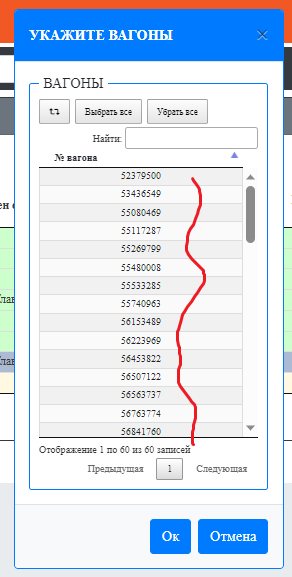 УКАЖИТЕ ВАГОНЫ ×
ВАГОНЫ
Выбрать все Убрать все
Найти:
№ вагона
52379500
53436549
55080469
55117287
55269799
55480008
55533285
55740963
56153489
56223969
56453822
56507122
56563737
56763774
56841760
Отображение 1 по 60 из 60 записей
Предыдущая 1 Следующая
Ок Отмена